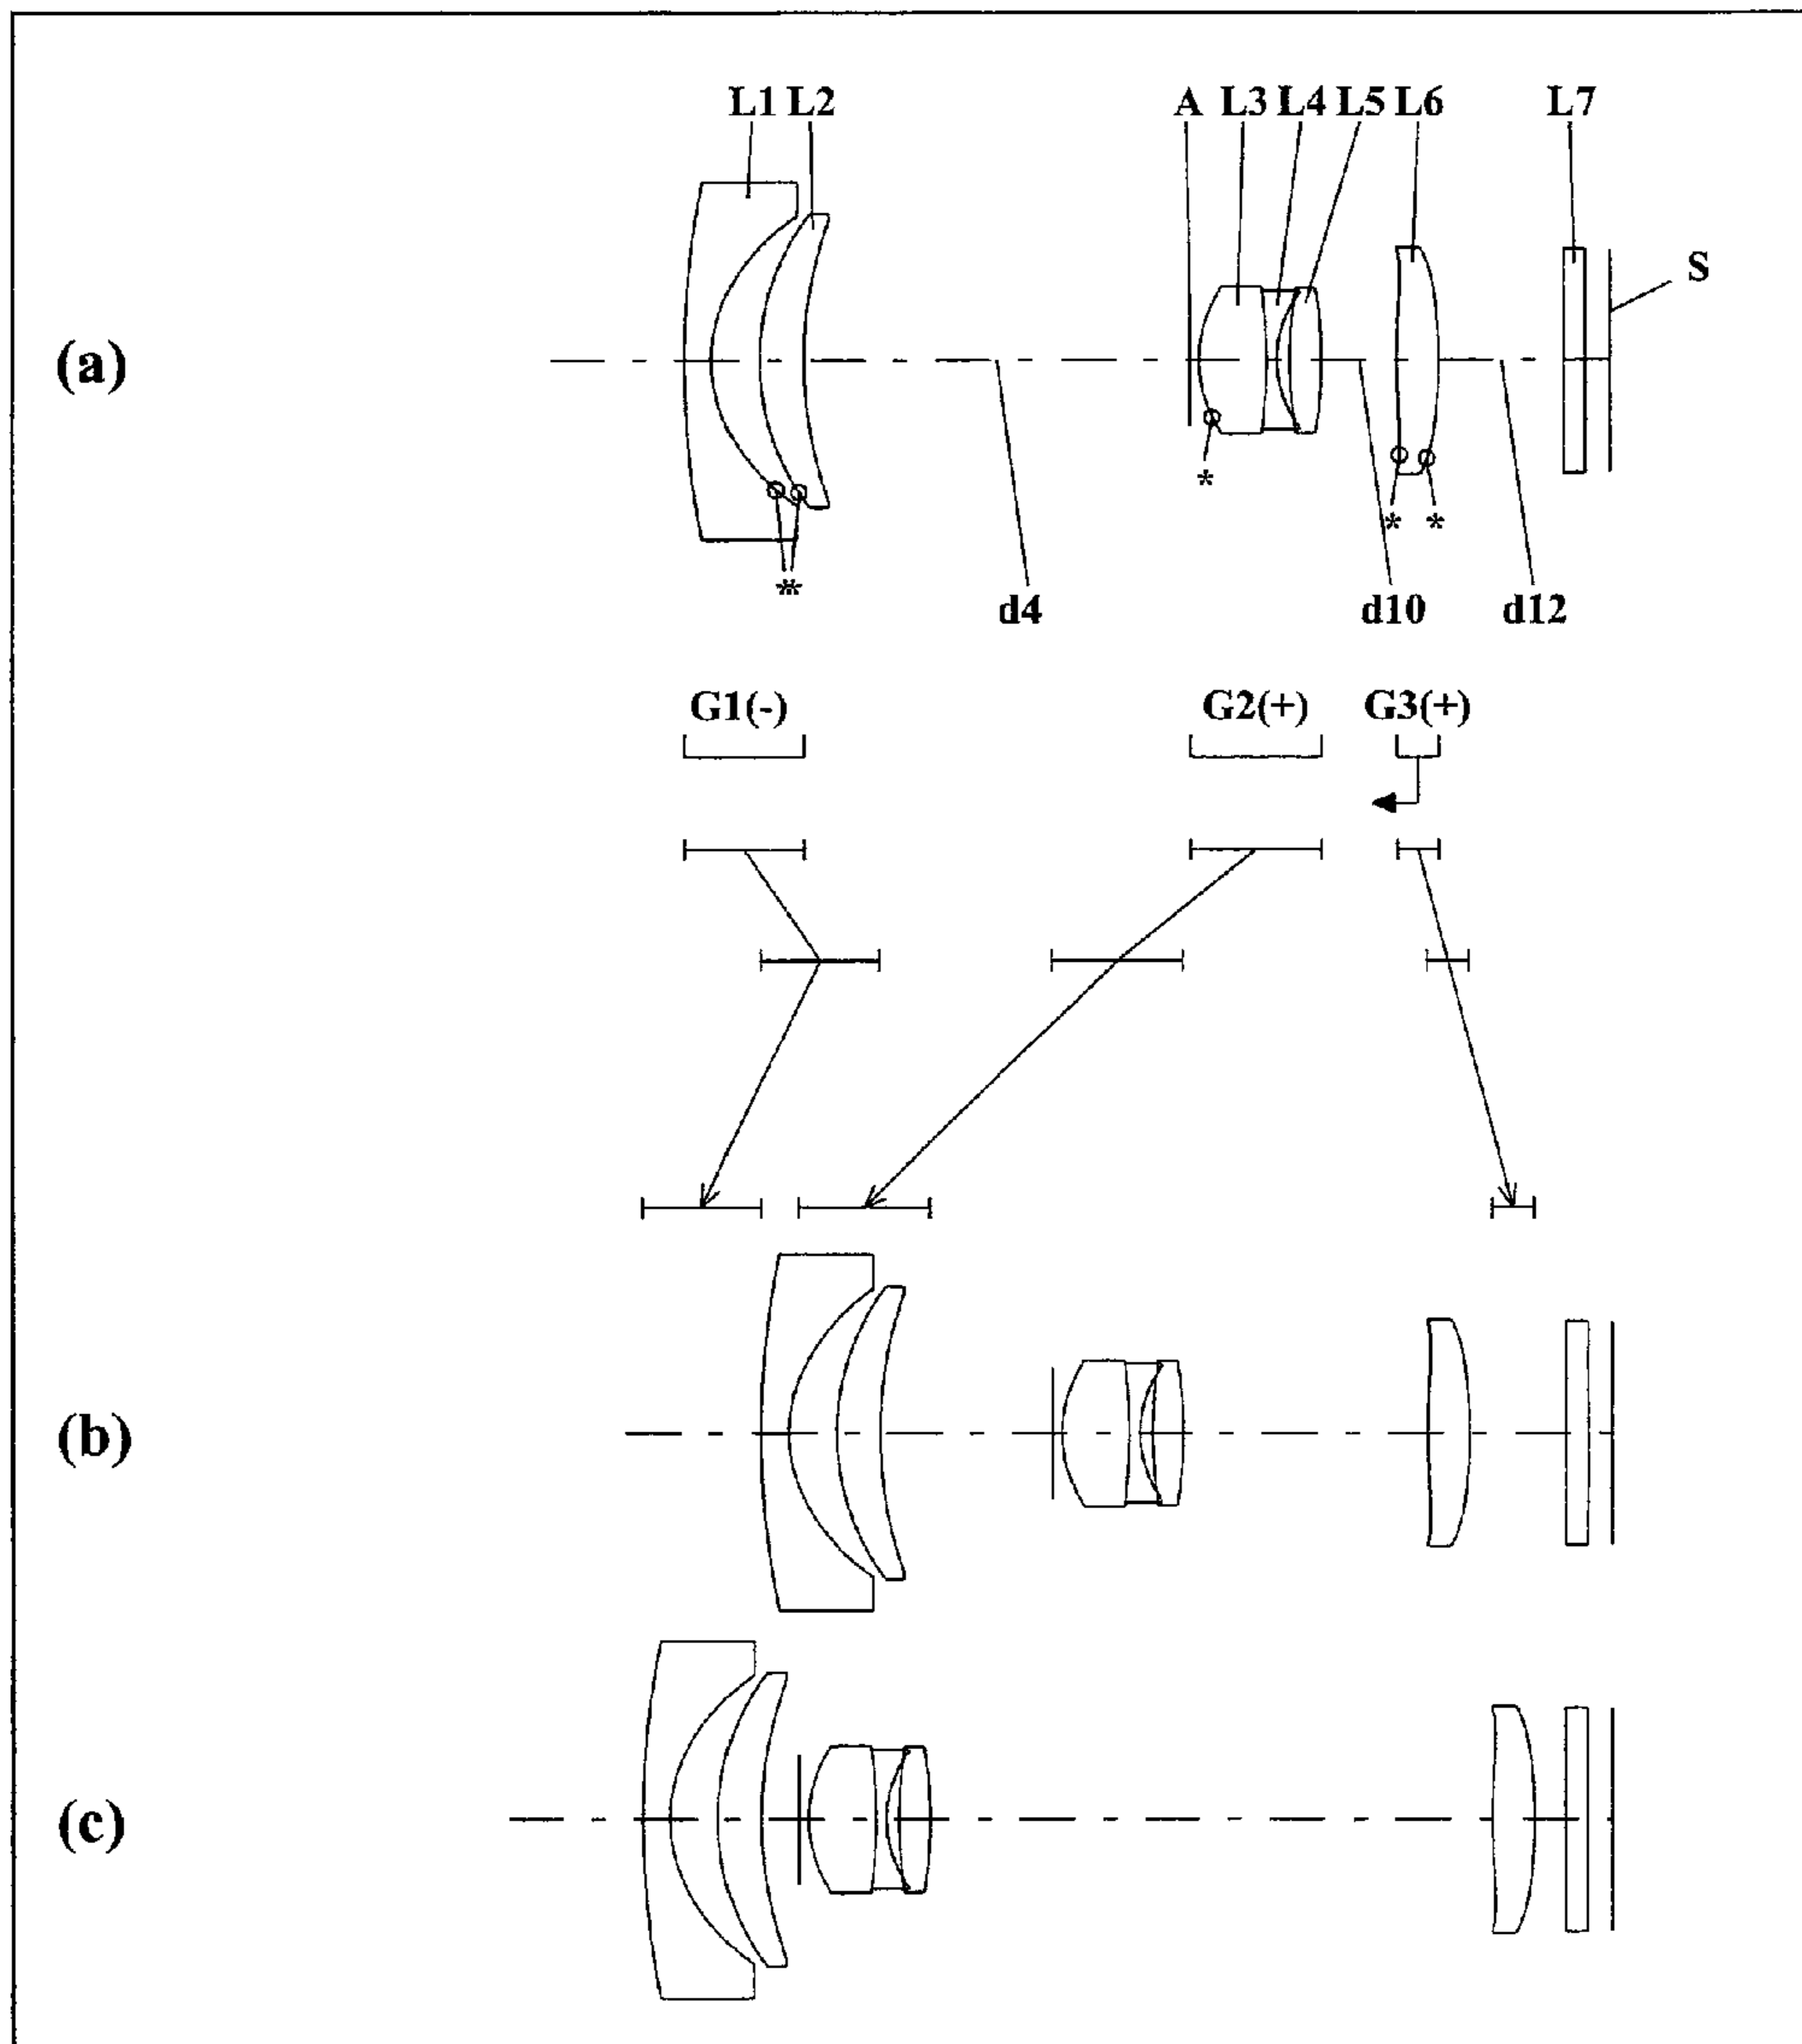 L1 L2 A L3 L4 L5 L6 L7
S
(a)
* * *
**
d4 d10 d12
G1(-) G2(+) G3(+)
(b)
(c)